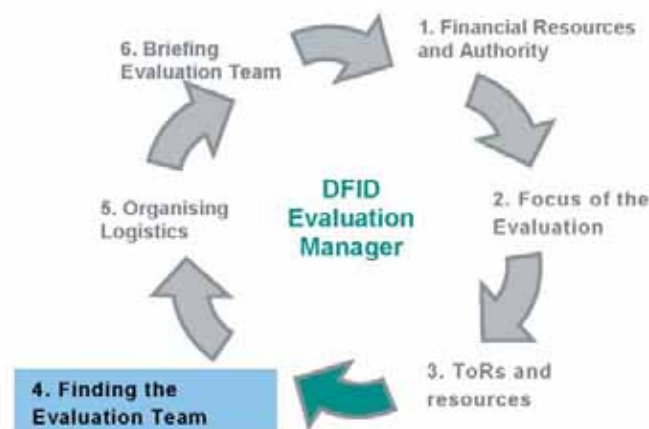 1. Financial Resources
and Authority
2. Focus of the
Evaluation
3. ToRs and
resources
4. Finding the
Evaluation Team
5. Organising
Logistics
6. Briefing
Evaluation Team
DFID
Evaluation
Manager